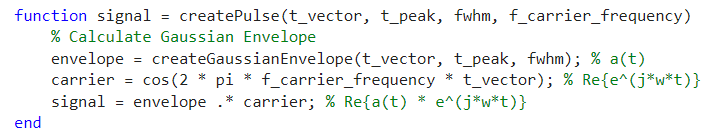 function signal = createPulse(t_vector, t_peak, fwhm, f_carrier_frequency)
% Calculate Gaussian Envelope
envelope = createGaussianEnvelope(t_vector, t_peak, fwhm); % a(t)
carrier = cos(2 * pi * f_carrier_frequency * t_vector); % Re{e^(j*w*t)}
signal = envelope .* carrier; % Re{a(t) * e^(j*w*t)}
end